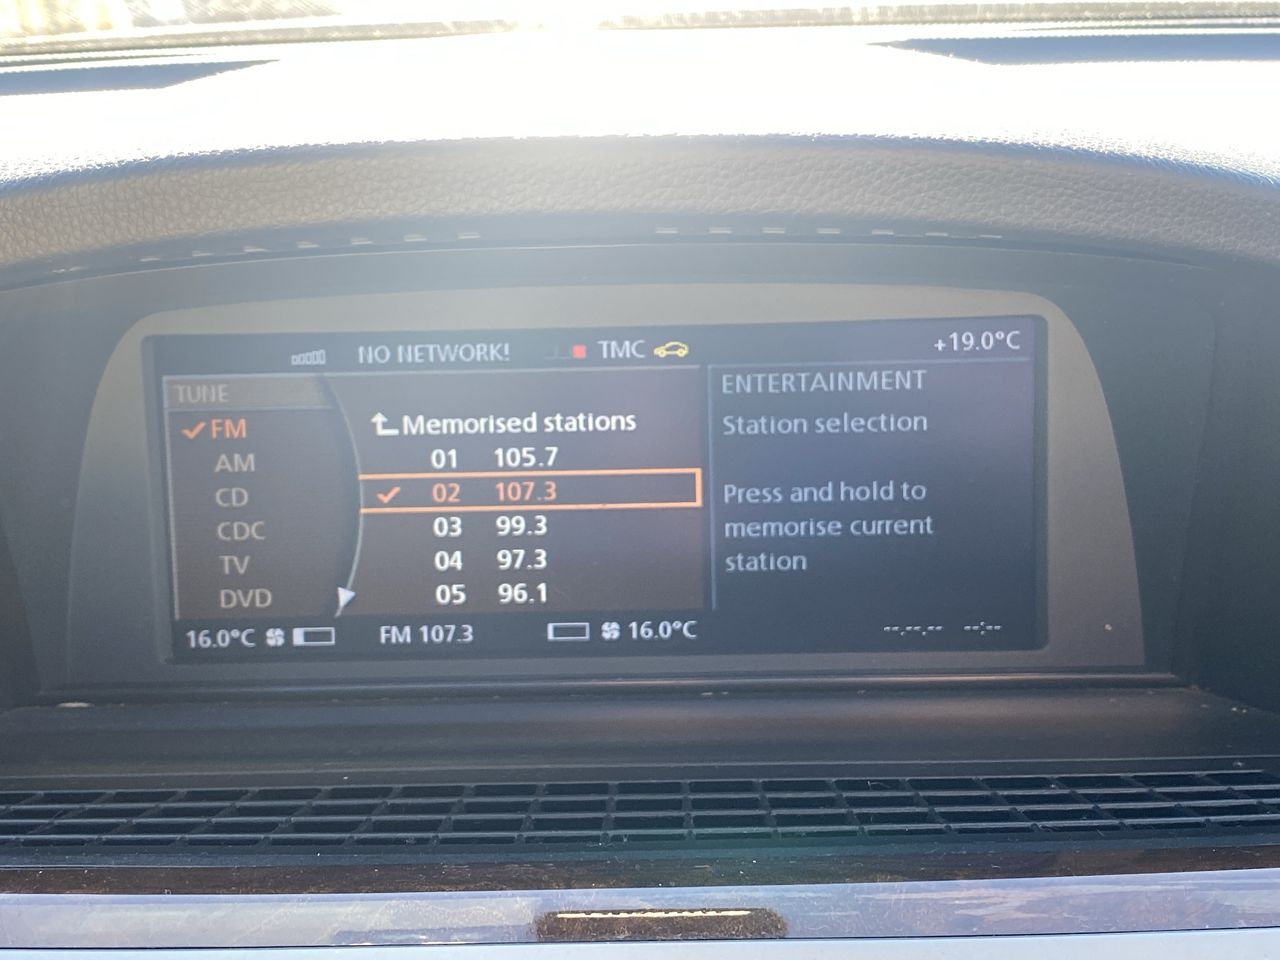 NO NETWORK! TMC +19.0°C
TUNE
FM
AM
CD
CDC
TV
DVD
Memorised stations
01 105.7
02 107.3
03 99.3
04 97.3
05 96.1
ENTERTAINMENT
Station selection
Press and hold to
memorise current
station
16.0°C FM 107.3 16.0°C --.--.-- --:--